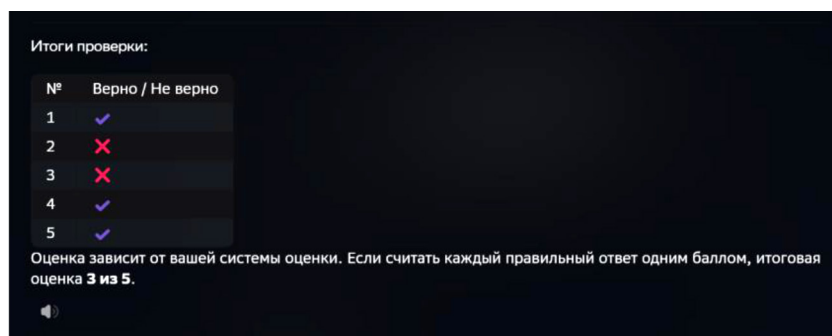 Итоги проверки:
№ Верно / Не верно
1 ✓
2 ✗
3 ✗
4 ✓
5 ✓
Оценка зависит от вашей системы оценки. Если считать каждый правильный ответ одним баллом, итоговая
оценка 3 из 5.